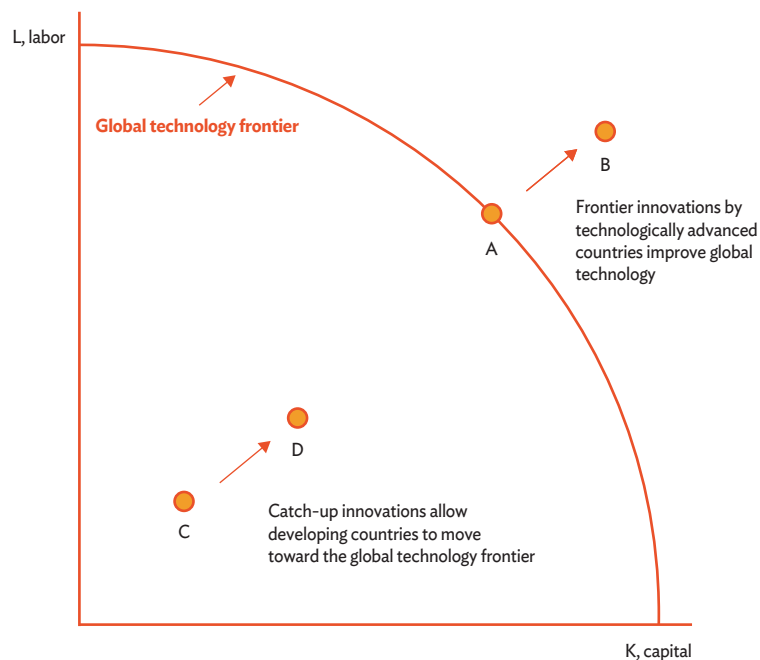 L, labor
Global technology frontier
B
Frontier innovations by
technologically advanced
countries improve global
technology
A
D
C
Catch-up innovations allow
developing countries to move
toward the global technology frontier
K, capital